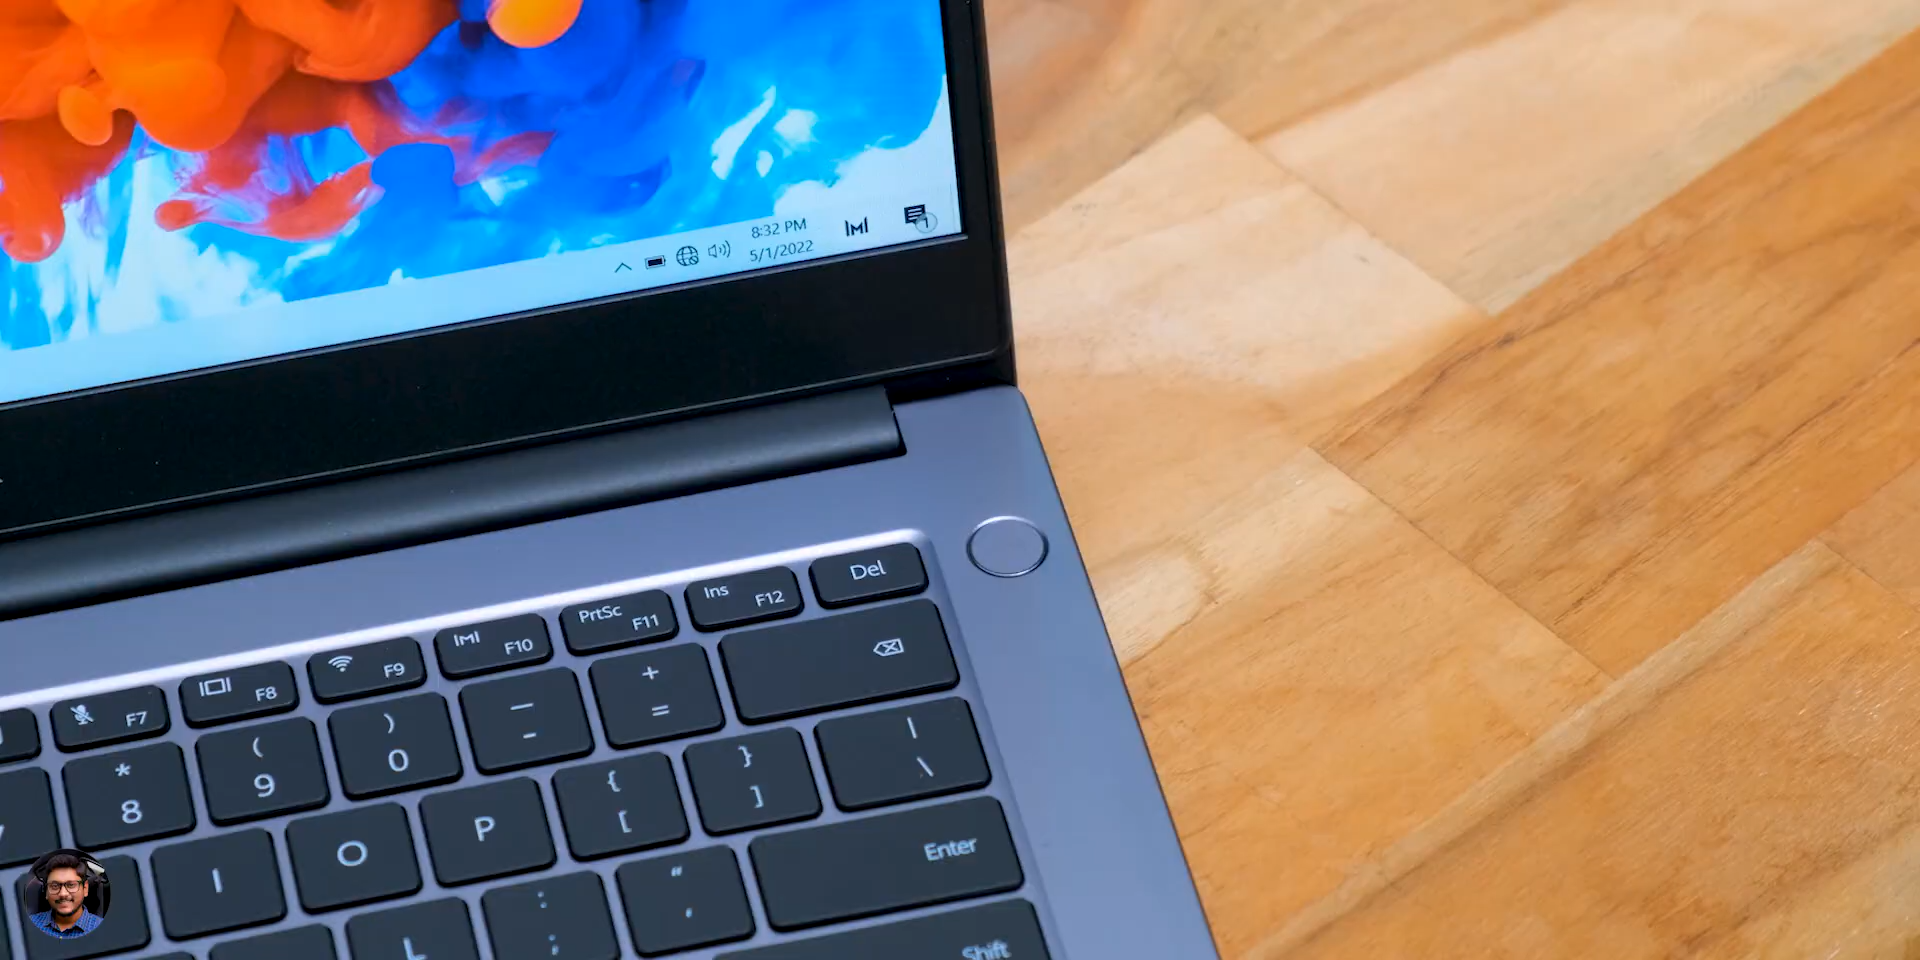 8:32 PM
5/1/2022
1
Del
Ins F12
PrtSc F11
F10
F9
F8
F7
+ =
— -
) 0
( 9
* 8
| \
} ]
{ [
P
O
I
Enter
“ '
: ;
L
Shift